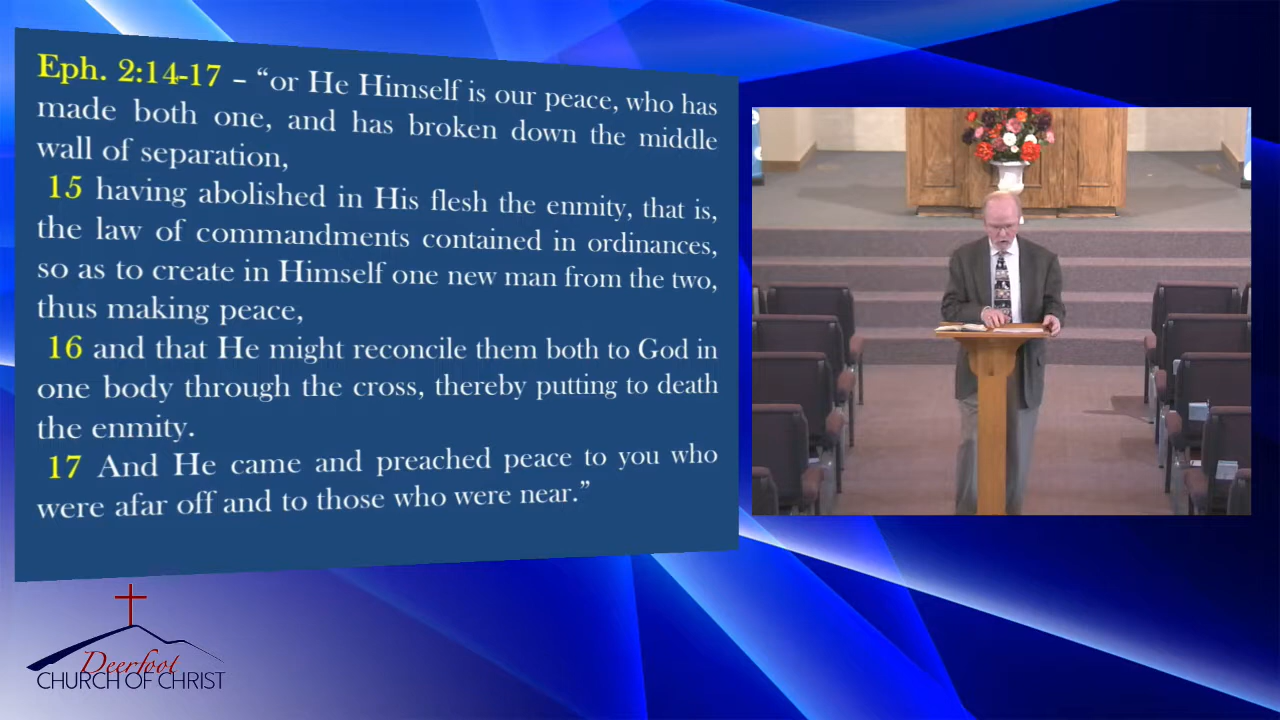 Eph. 2:14-17 – “or He Himself is our peace, who has
made both one, and has broken down the middle
wall of separation,
15 having abolished in His flesh the enmity, that is,
the law of commandments contained in ordinances,
so as to create in Himself one new man from the two,
thus making peace,
16 and that He might reconcile them both to God in
one body through the cross, thereby putting to death
the enmity.
17 And He came and preached peace to you who
were afar off and to those who were near.”
Deerfoot
CHURCH OF CHRIST